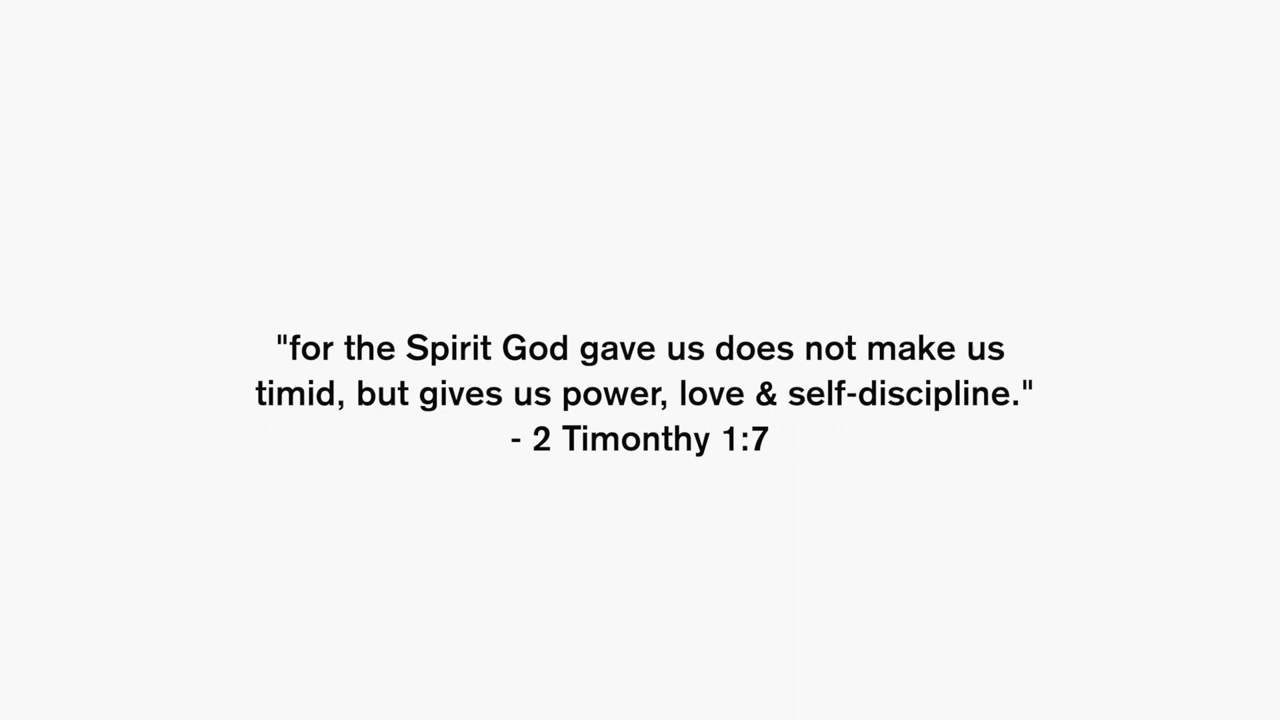 "for the Spirit God gave us does not make us
timid, but gives us power, love & self-discipline."
- 2 Timonthy 1:7